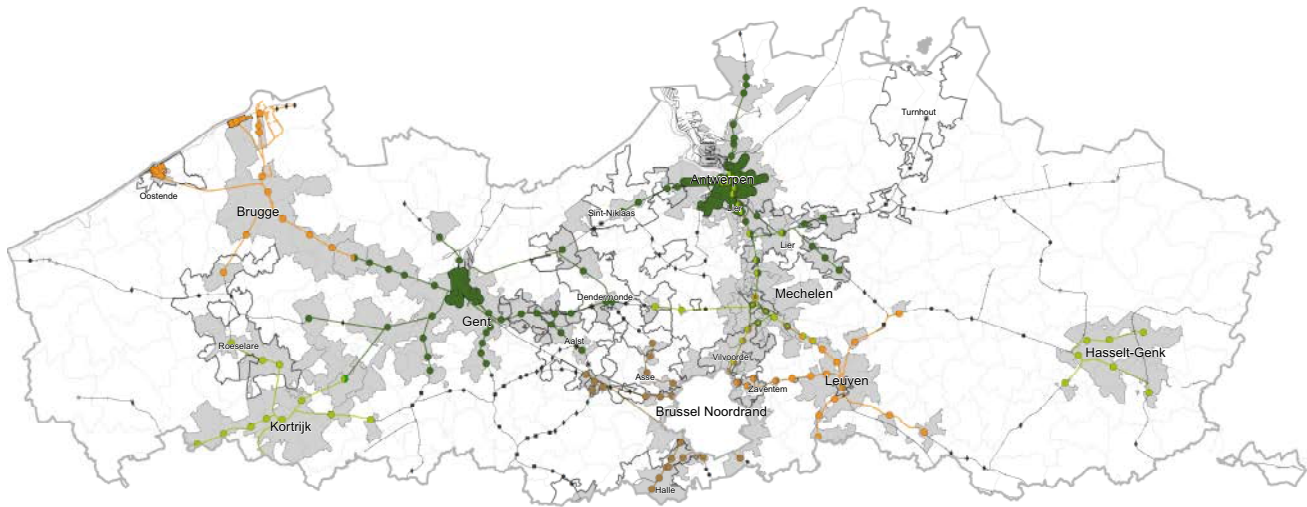 Turnhout
Antwerpen
Oostende
Brugge
Sint-Niklaas
Lier
Dendermonde
Mechelen
Gent
Aalst
Roeselare
Vilvoorde
Hasselt-Genk
Asse
Zaventem
Leuven
Brussel Noordrand
Kortrijk
Halle